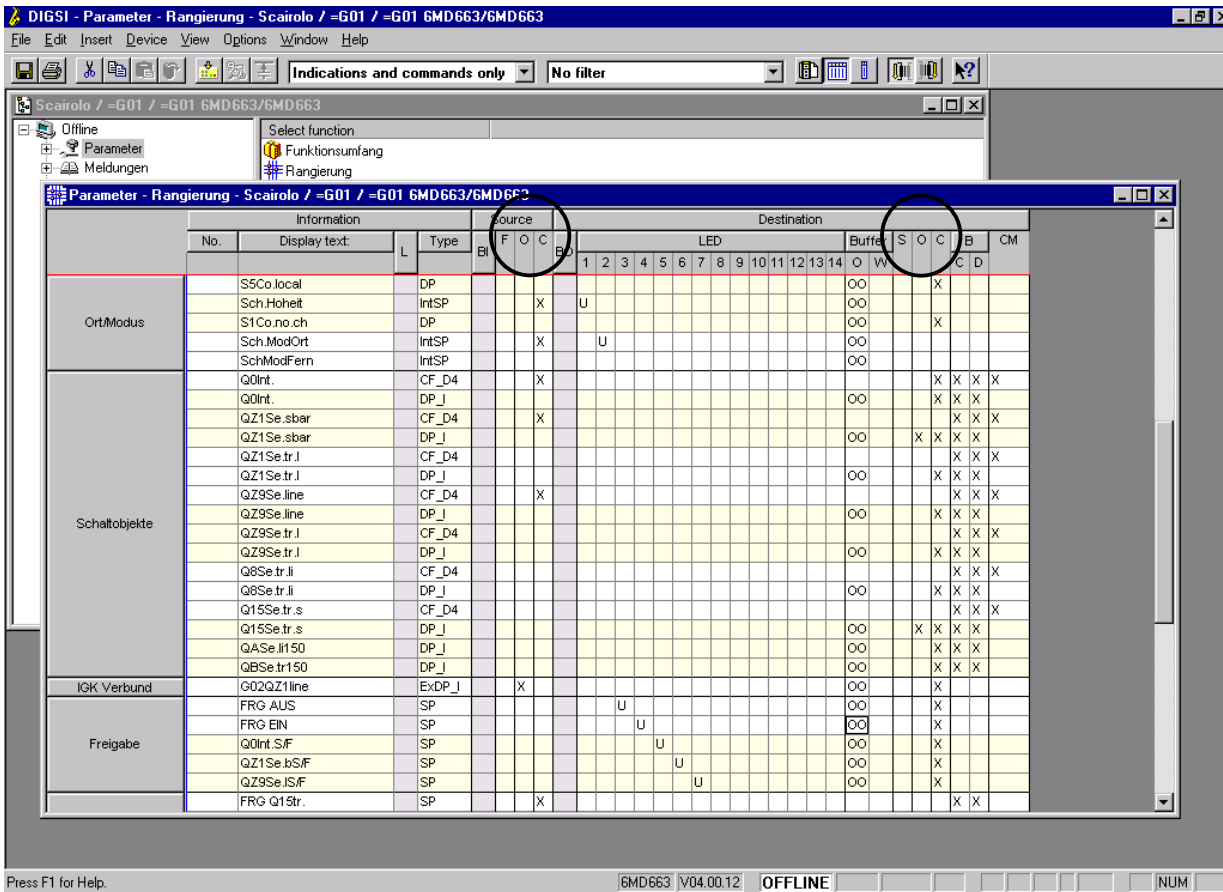 DIGSI - Parameter - Rangierung - Scairolo / =G01 / =G01 6MD663/6MD663
File Edit Insert Device View Options Window Help
Indications and commands only No filter
Scairolo / =G01 / =G01 6MD663/6MD663
Offline
Parameter
Meldungen
Select function
Funktionsumfang
Rangierung
Parameter - Rangierung - Scairolo / =G01 / =G01 6MD663/6MD663
Information Source Destination
No. Display text: L Type BI F O C BO LED Buffer S O C B CM
1 2 3 4 5 6 7 8 9 10 11 12 13 14 O W C D
Ort/Modus
S5Co.local DP OO X
Sch.Hoheit IntSP X U OO
S1Co.no.ch DP OO X
Sch.ModOrt IntSP X U OO
SchModFern IntSP OO
Schaltobjekte
Q0Int. CF_D4 X X X X X
Q0Int. DP_I OO X X X
QZ1Se.sbar CF_D4 X X X X
QZ1Se.sbar DP_I OO X X X X
QZ1Se.tr.l CF_D4 X X X
QZ1Se.tr.l DP_I OO X X X
QZ9Se.line CF_D4 X X X X
QZ9Se.line DP_I OO X X X
QZ9Se.tr.l CF_D4 X X X
QZ9Se.tr.l DP_I OO X X X
Q8Se.tr.li CF_D4 X X X
Q8Se.tr.li DP_I OO X X X
Q15Se.tr.s CF_D4 X X X
Q15Se.tr.s DP_I OO X X X X
QASe.li150 DP_I OO X X X
QBSe.tr150 DP_I OO X X X
IGK Verbund G02QZ1line ExDP_I X OO X
Freigabe
FRG AUS SP U OO X
FRG EIN SP U OO X
Q0Int.S/F SP U OO X
QZ1Se.bS/F SP U OO X
QZ9Se.lS/F SP U OO X
FRG Q15tr. SP X X X
Press F1 for Help. 6MD663 V04.00.12 OFFLINE NUM